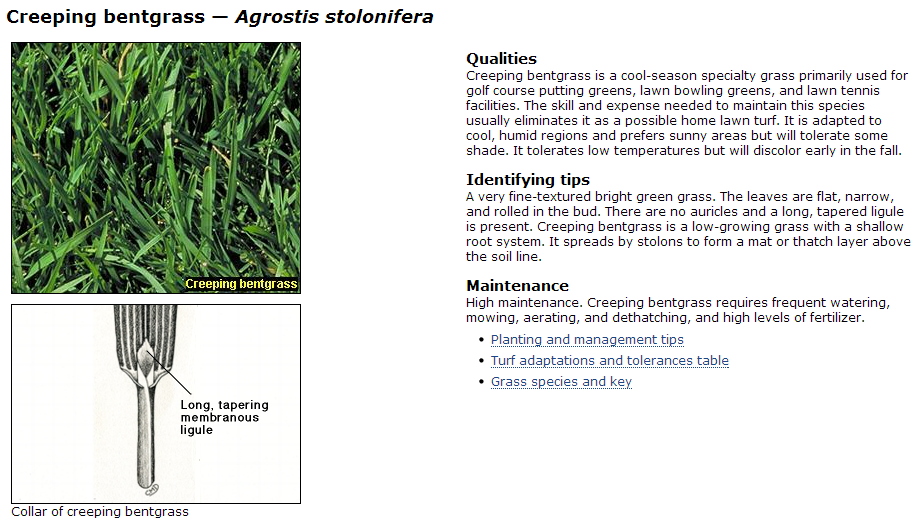 Creeping bentgrass — Agrostis stolonifera
Creeping bentgrass
Long, tapering
membranous
ligule
Collar of creeping bentgrass
Qualities
Creeping bentgrass is a cool-season specialty grass primarily used for
golf course putting greens, lawn bowling greens, and lawn tennis
facilities. The skill and expense needed to maintain this species
usually eliminates it as a possible home lawn turf. It is adapted to
cool, humid regions and prefers sunny areas but will tolerate some
shade. It tolerates low temperatures but will discolor early in the fall.
Identifying tips
A very fine-textured bright green grass. The leaves are flat, narrow,
and rolled in the bud. There are no auricles and a long, tapered ligule
is present. Creeping bentgrass is a low-growing grass with a shallow
root system. It spreads by stolons to form a mat or thatch layer above
the soil line.
Maintenance
High maintenance. Creeping bentgrass requires frequent watering,
mowing, aerating, and dethatching, and high levels of fertilizer.
• Planting and management tips
• Turf adaptations and tolerances table
• Grass species and key